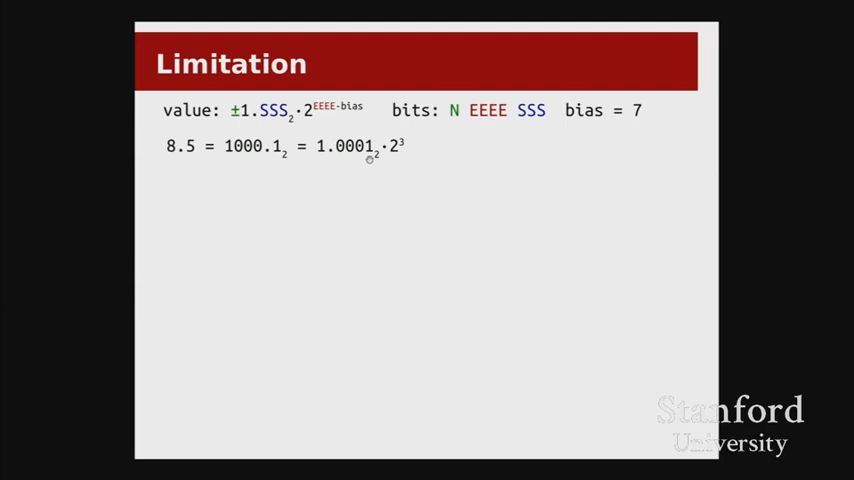 Limitation
value: ±1.SSS₂·2ᴱᴱᴱᴱ⁻ᵇⁱᵃˢ bits: N EEEE SSS bias = 7
8.5 = 1000.1₂ = 1.0001₂·2³
Stanford
University